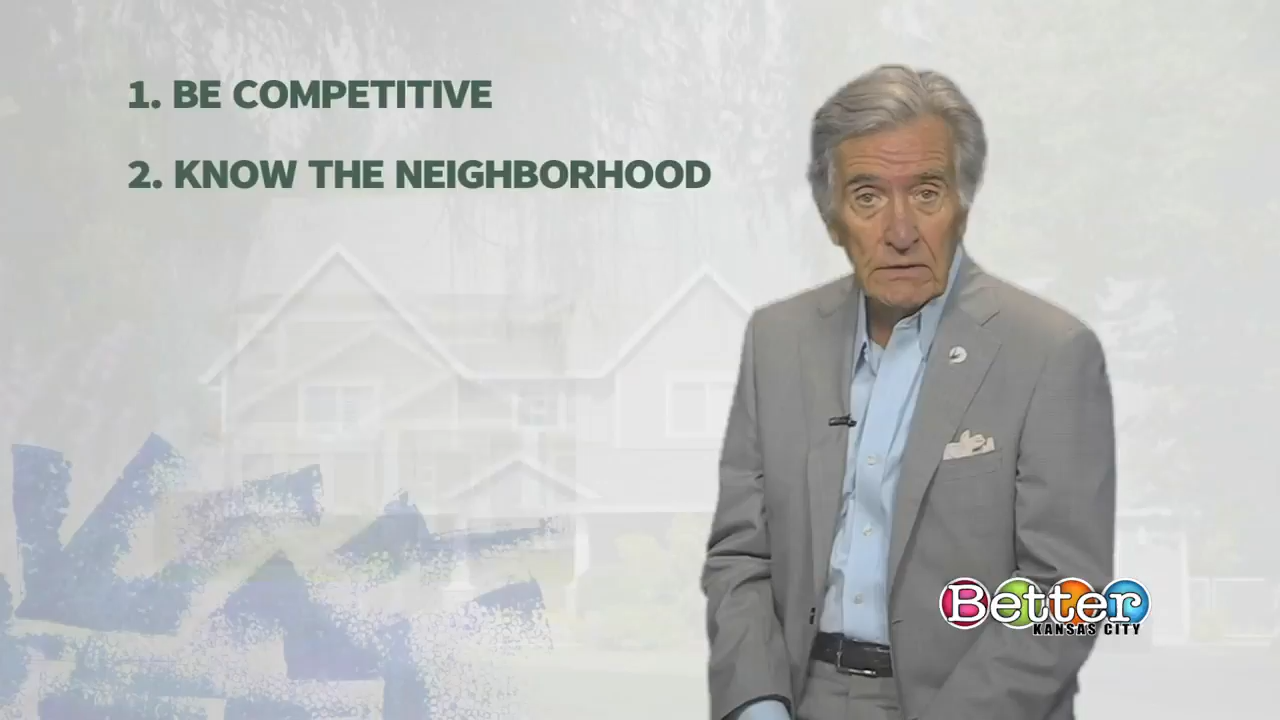 1. BE COMPETITIVE
2. KNOW THE NEIGHBORHOOD
Better
KANSAS CITY